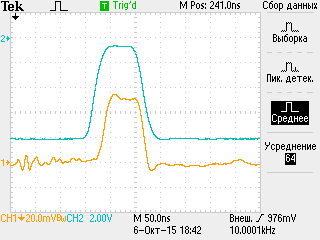 Tek T Trig'd M Pos: 241.0ns Сбор данных
Выборка
Пик. детек.
Среднее
Усреднение
64
2
1
CH1 20.0mVBw CH2 2.00V M 50.0ns Внеш. 976mV
6-Окт-15 18:42 10.0001kHz